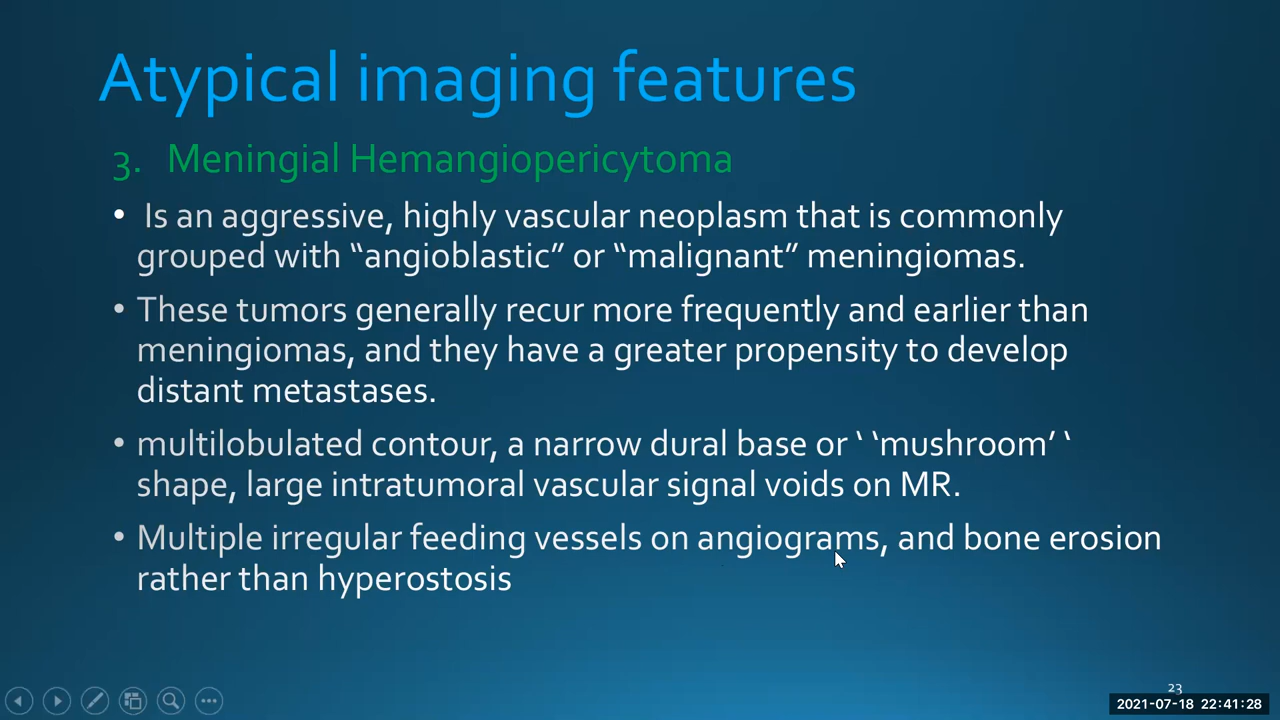 Atypical imaging features
3. Meningial Hemangiopericytoma
• Is an aggressive, highly vascular neoplasm that is commonly
grouped with “angioblastic” or “malignant” meningiomas.
• These tumors generally recur more frequently and earlier than
meningiomas, and they have a greater propensity to develop
distant metastases.
• multilobulated contour, a narrow dural base or ‘ ‘mushroom’ ‘
shape, large intratumoral vascular signal voids on MR.
• Multiple irregular feeding vessels on angiograms, and bone erosion
rather than hyperostosis
23
2021-07-18 22:41:28